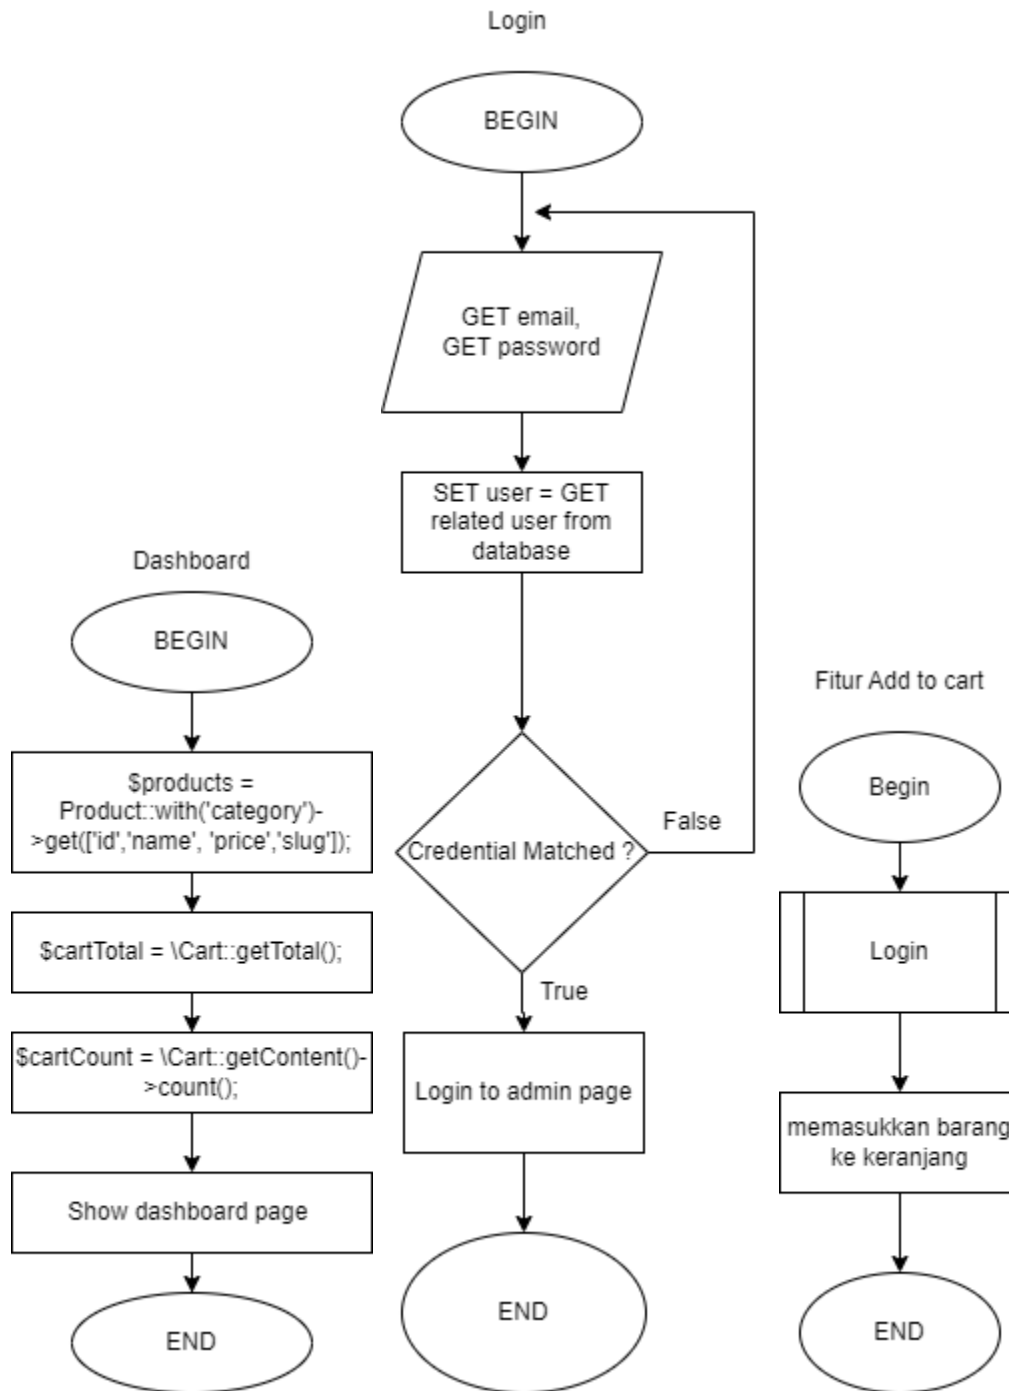 Login
BEGIN
GET email,
GET password
SET user = GET
related user from
database
Credential Matched ?
False
True
Login to admin page
END
Dashboard
BEGIN
$products =
Product::with('category')-
>get(['id','name', 'price','slug']);
$cartTotal = \Cart::getTotal();
$cartCount = \Cart::getContent()-
>count();
Show dashboard page
END
Fitur Add to cart
Begin
Login
memasukkan barang
ke keranjang
END